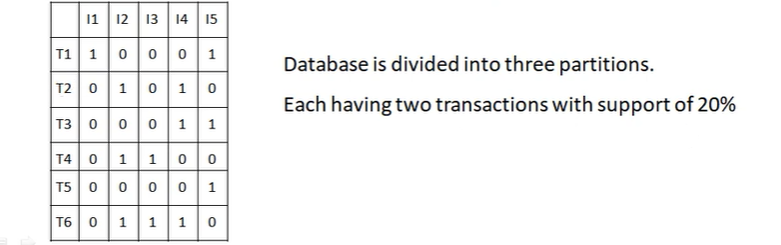 I1 I2 I3 I4 I5
T1 1 0 0 0 1
Database is divided into three partitions.
T2 0 1 0 1 0
Each having two transactions with support of 20%
T3 0 0 0 1 1
T4 0 1 1 0 0
T5 0 0 0 0 1
T6 0 1 1 1 0